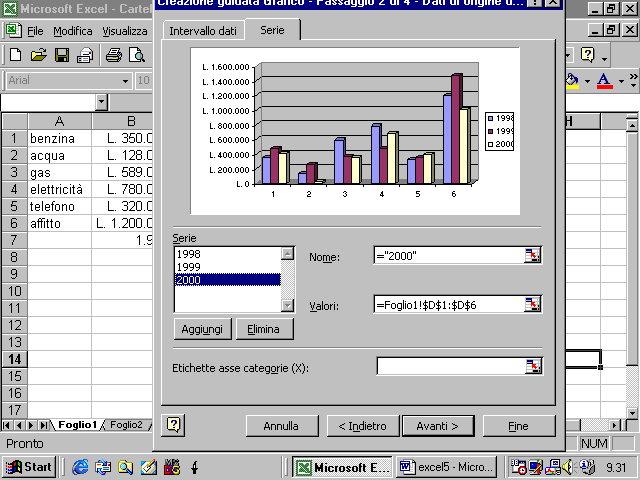 Microsoft Excel - Cartel
Creazione guidata Grafico - Passaggio 2 di 4 - Dati di origine d...
File Modifica Visualizza
Intervallo dati Serie
Arial 10
A B H
1 benzina L. 350.0
2 acqua L. 128.0
3 gas L. 589.0
4 elettricità L. 780.0
5 telefono L. 320.0
6 affitto L. 1.200.0
7 1.9
8
9
10
11
12
13
14
15
16
17
L. 1.600.000
L. 1.400.000
L. 1.200.000
L. 1.000.000
L. 800.000
L. 600.000
L. 400.000
L. 200.000
L. 0
1 2 3 4 5 6
1998
1999
2000
Serie
1998
1999
2000
Nome: ="2000"
Valori: =Foglio1!$D$1:$D$6
Aggiungi Elimina
Etichette asse categorie (X):
Annulla < Indietro Avanti > Fine
Foglio1 Foglio2
Pronto NUM
Start Microsoft E... excel5 - Micro... 9.31